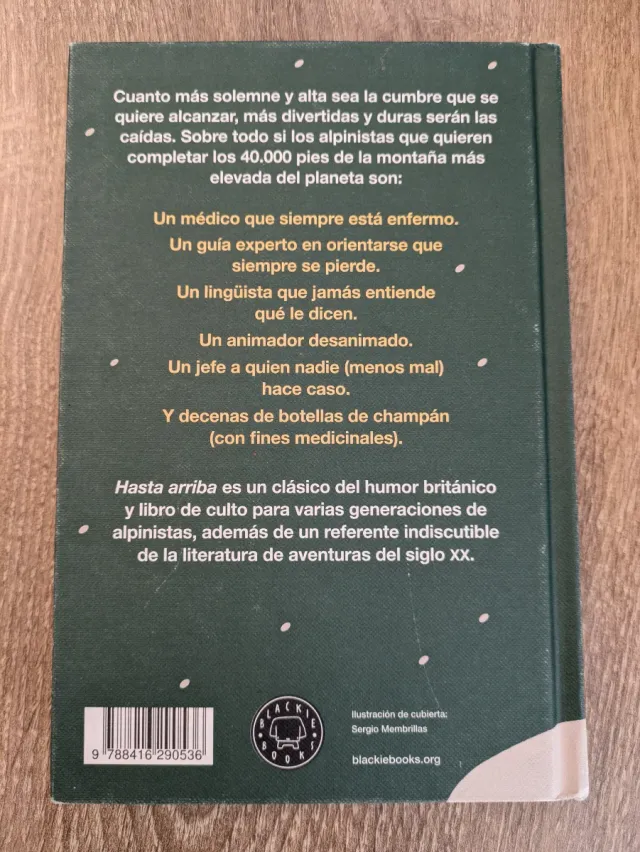 Cuanto más solemne y alta sea la cumbre que se
quiere alcanzar, más divertidas y duras serán las
caídas. Sobre todo si los alpinistas que quieren
completar los 40.000 pies de la montaña más
elevada del planeta son:
Un médico que siempre está enfermo.
Un guía experto en orientarse que
siempre se pierde.
Un lingüista que jamás entiende
qué le dicen.
Un animador desanimado.
Un jefe a quien nadie (menos mal)
hace caso.
Y decenas de botellas de champán
(con fines medicinales).
Hasta arriba es un clásico del humor británico
y libro de culto para varias generaciones de
alpinistas, además de un referente indiscutible
de la literatura de aventuras del siglo XX.
9 788416 290536
BLACKIE
BOOKS
Ilustración de cubierta:
Sergio Membrillas
blackiebooks.org